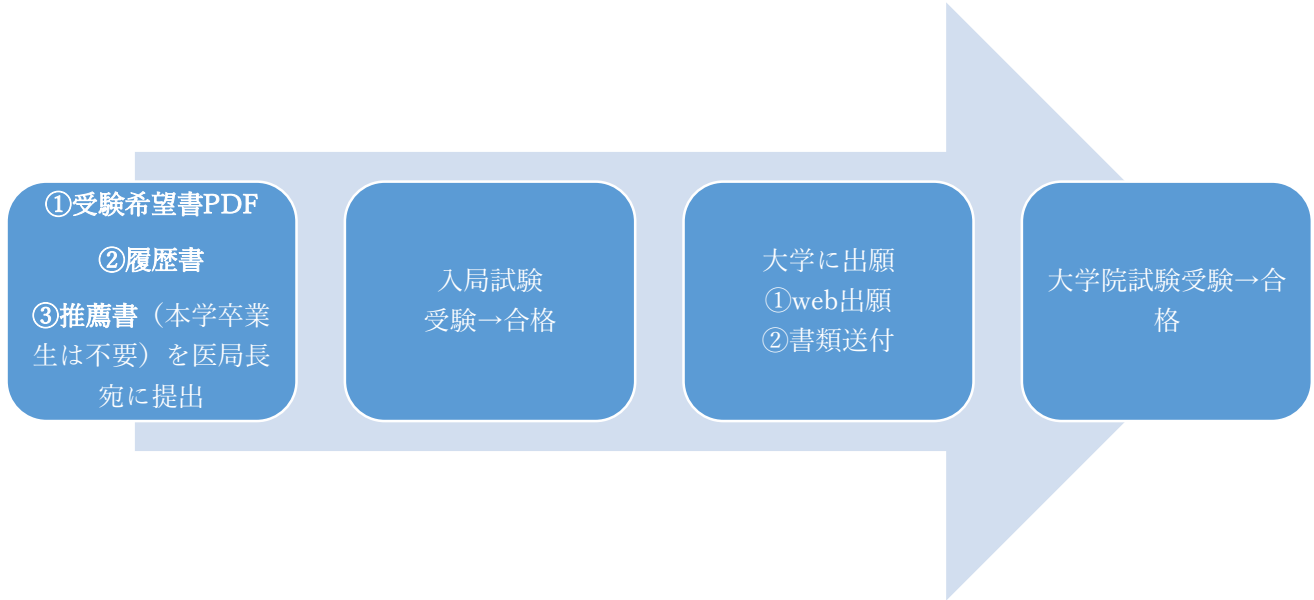 ①受験希望書PDF
②履歴書
③推薦書（本学卒業
生は不要）を医局長
宛に提出
入局試験
受験→合格
大学に出願
①web出願
②書類送付
大学院試験受験→合
格